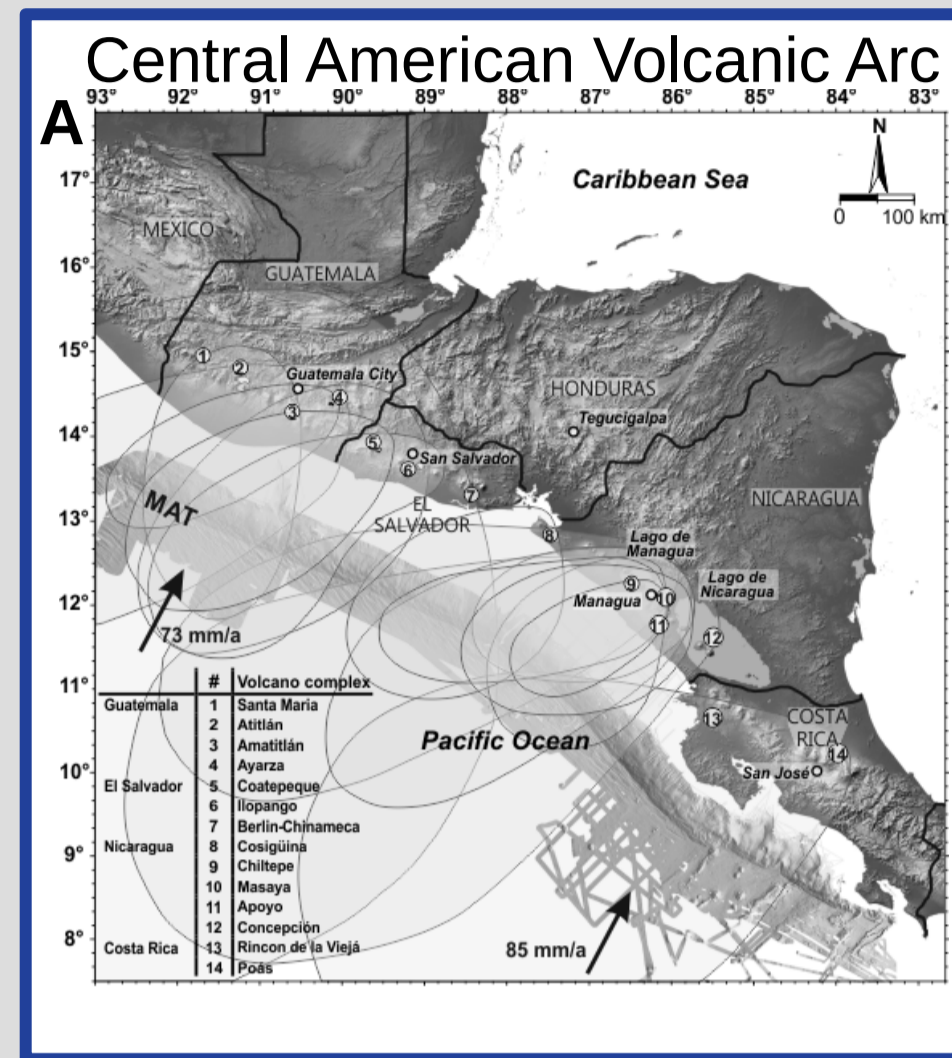 Central American Volcanic Arc
A
93° 92° 91° 90° 89° 88° 87° 86° 85° 84° 83°
N
17°
Caribbean Sea
0 100 km
MEXICO
16°
GUATEMALA
15°
1
2
Guatemala City
4
3
HONDURAS
Tegucigalpa
14°
5
San Salvador
6
7
MAT
EL
SALVADOR
NICARAGUA
13°
8
Lago de
Managua
Lago de
Nicaragua
9
Managua
10
12°
11
12
73 mm/a
11°
13
COSTA
RICA
14
Pacific Ocean
San José
10°
9°
8°
85 mm/a
# Volcano complex
Guatemala 1 Santa Maria
2 Atitlán
3 Amatitlán
4 Ayarza
El Salvador 5 Coatepeque
6 Ilopango
7 Berlin-Chinameca
Nicaragua 8 Cosigüina
9 Chiltepe
10 Masaya
11 Apoyo
12 Concepción
Costa Rica 13 Rincon de la Viejá
14 Poás